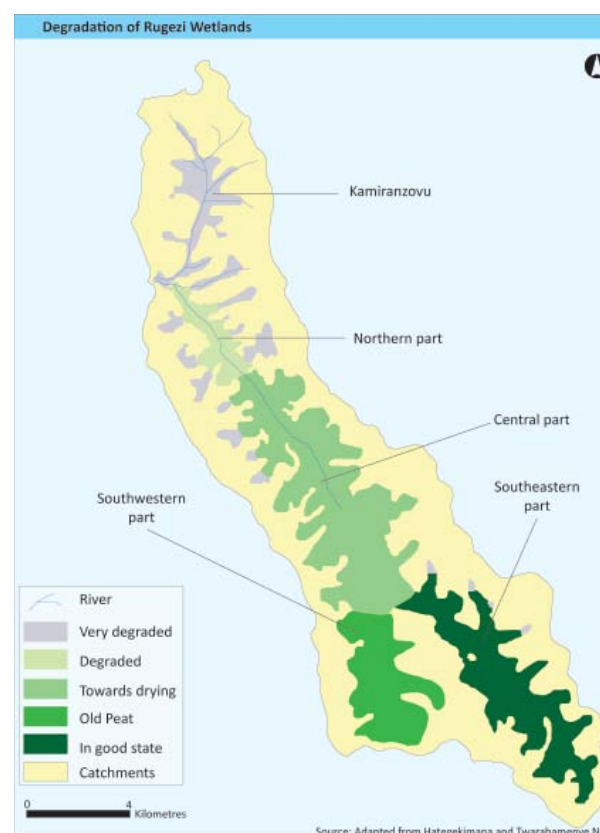 Degradation of Rugezi Wetlands
Kamiranzovu
Northern part
Central part
Southwestern
part
Southeastern
part
River
Very degraded
Degraded
Towards drying
Old Peat
In good state
Catchments
0 4
Kilometres
Source: Adapted from Hategekimana and Twarabamenye